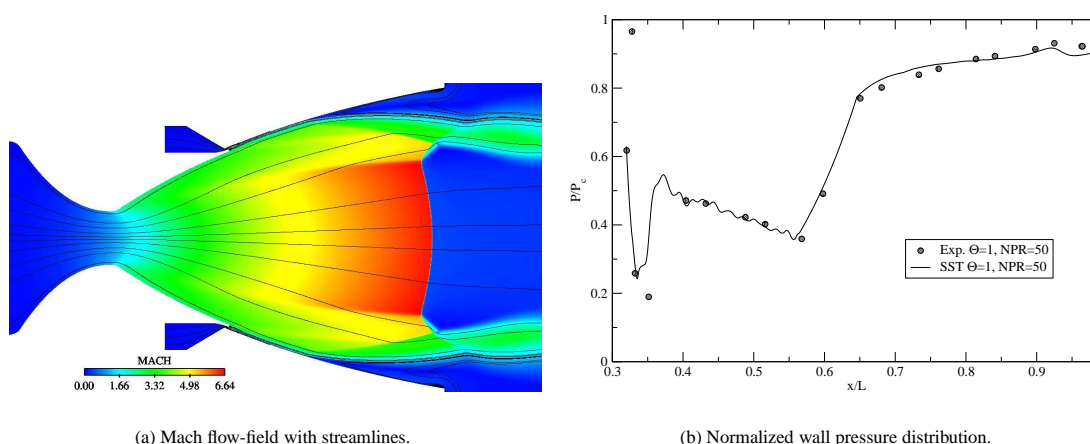 MACH
0.00 1.66 3.32 4.98 6.64
(a) Mach flow-field with streamlines.
1
0.8
0.6
0.4
0.2
0
P/Pc
0.3 0.4 0.5 0.6 0.7 0.8 0.9
x/L
Exp. Θ=1, NPR=50
SST Θ=1, NPR=50
(b) Normalized wall pressure distribution.